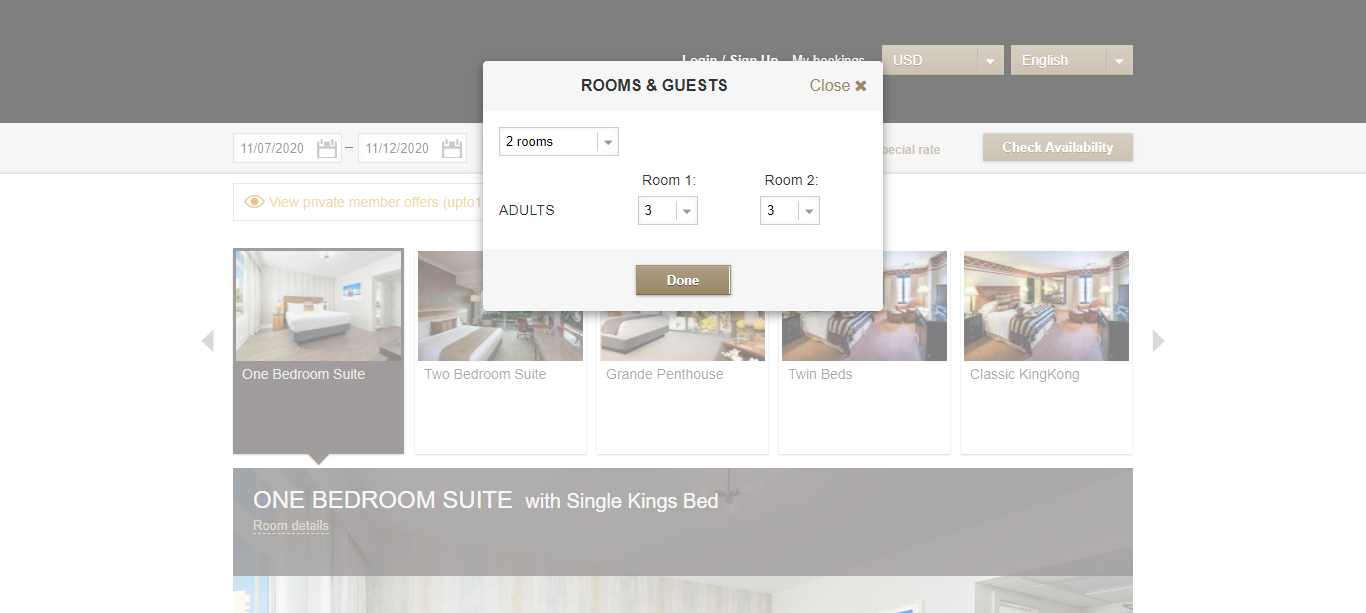 Login / Sign Up My bookings USD English
ROOMS & GUESTS Close ✖
11/07/2020 – 11/12/2020
2 rooms
pecial rate
Check Availability
Room 1: Room 2:
ADULTS 3 3
View private member offers (upto1
Done
One Bedroom Suite
Two Bedroom Suite
Grande Penthouse
Twin Beds
Classic KingKong
ONE BEDROOM SUITE with Single Kings Bed
Room details